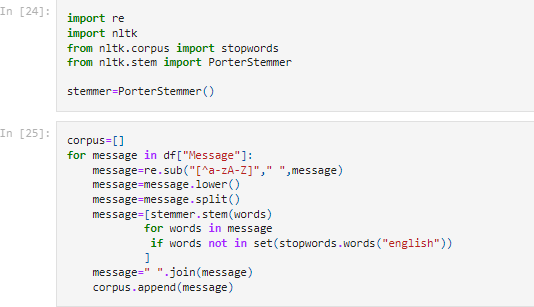 In [24]:
import re
import nltk
from nltk.corpus import stopwords
from nltk.stem import PorterStemmer
stemmer=PorterStemmer()
In [25]:
corpus=[]
for message in df["Message"]:
    message=re.sub("[^a-zA-Z]"," ",message)
    message=message.lower()
    message=message.split()
    message=[stemmer.stem(words)
            for words in message
             if words not in set(stopwords.words("english"))
            ]
    message=" ".join(message)
    corpus.append(message)